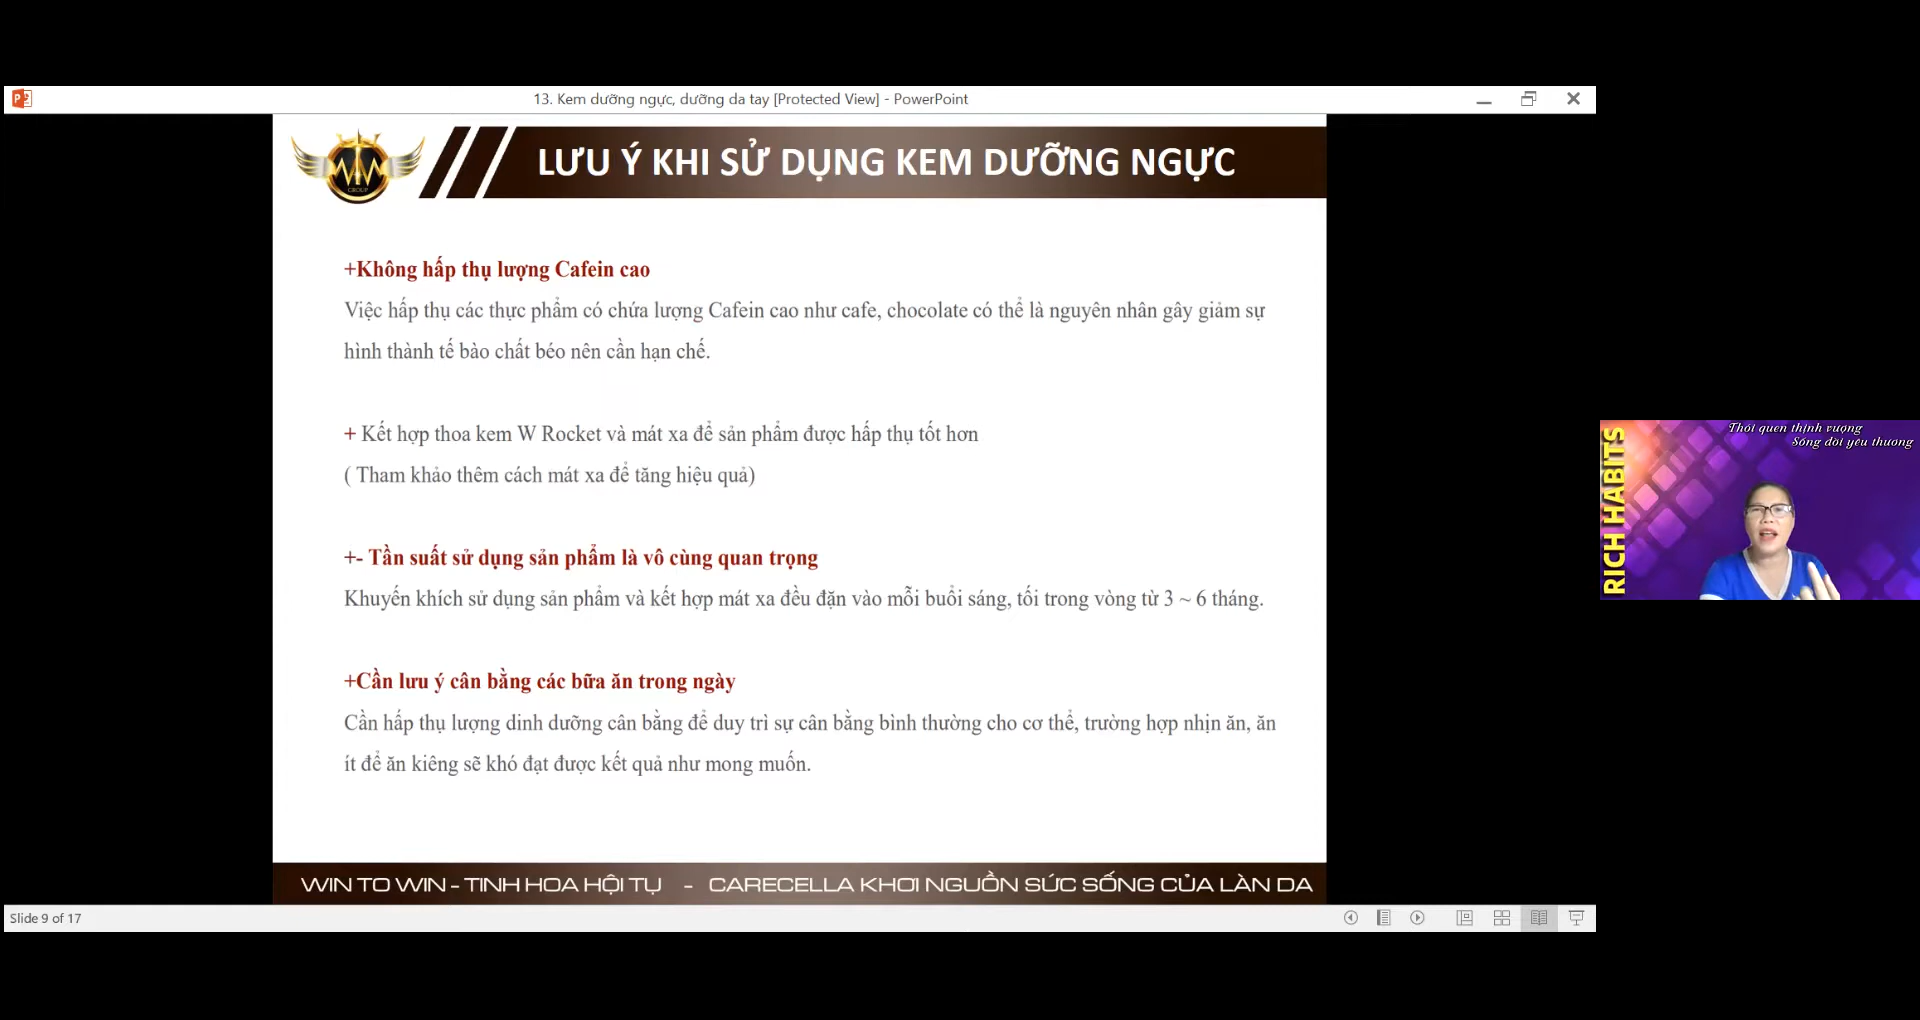 13. Kem dưỡng ngực, dưỡng da tay [Protected View] - PowerPoint
WIN
GROUP
LƯU Ý KHI SỬ DỤNG KEM DƯỠNG NGỰC
+Không hấp thụ lượng Cafein cao
Việc hấp thụ các thực phẩm có chứa lượng Cafein cao như cafe, chocolate có thể là nguyên nhân gây giảm sự
hình thành tế bào chất béo nên cần hạn chế.
+ Kết hợp thoa kem W Rocket và mát xa để sản phẩm được hấp thụ tốt hơn
( Tham khảo thêm cách mát xa để tăng hiệu quả)
+- Tần suất sử dụng sản phẩm là vô cùng quan trọng
Khuyến khích sử dụng sản phẩm và kết hợp mát xa đều đặn vào mỗi buổi sáng, tối trong vòng từ 3 ~ 6 tháng.
+Cần lưu ý cân bằng các bữa ăn trong ngày
Cần hấp thụ lượng dinh dưỡng cân bằng để duy trì sự cân bằng bình thường cho cơ thể, trường hợp nhịn ăn, ăn
ít để ăn kiêng sẽ khó đạt được kết quả như mong muốn.
WIN TO WIN - TINH HOA HỘI TỤ - CARECELLA KHƠI NGUỒN SỨC SỐNG CỦA LÀN DA
Slide 9 of 17
Thói quen thịnh vượng
Sống đời yêu thương
RICH HABITS